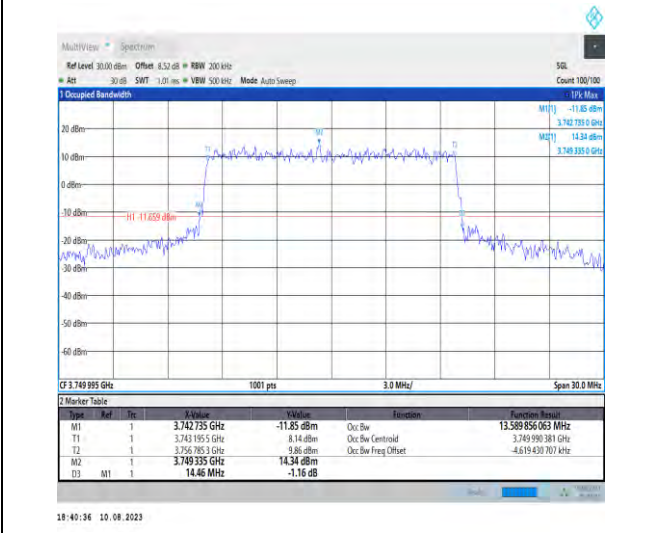 MultiView Spectrum
Ref Level 30.00 dBm Offset 8.52 dB RBW 200 kHz SGL
Att 30 dB SWT 1.01 ms VBW 500 kHz Mode Auto Sweep Count 100/100
1 Occupied Bandwidth 1Pk Max
M1[1] -11.85 dBm
3.742 735 0 GHz
M2[1] 14.34 dBm
3.749 335 0 GHz
20 dBm
T1
T2
10 dBm
0 dBm
-10 dBm
H1 -11.659 dBm
-20 dBm
-30 dBm
-40 dBm
-50 dBm
-60 dBm
CF 3.749 995 GHz 1001 pts 3.0 MHz/ Span 30.0 MHz
2 Marker Table
Type Ref Trc X-Value Y-Value Function Function Result
M1 1 3.742 735 GHz -11.85 dBm Occ Bw 13.589 856 063 MHz
T1 1 3.743 195 5 GHz 8.14 dBm Occ Bw Centroid 3.749 990 381 GHz
T2 1 3.756 785 3 GHz 9.86 dBm Occ Bw Freq Offset -4.619 430 707 kHz
M2 1 3.749 335 GHz 14.34 dBm
D3 M1 1 14.46 MHz -1.16 dB
18:40:36 10.08.2023